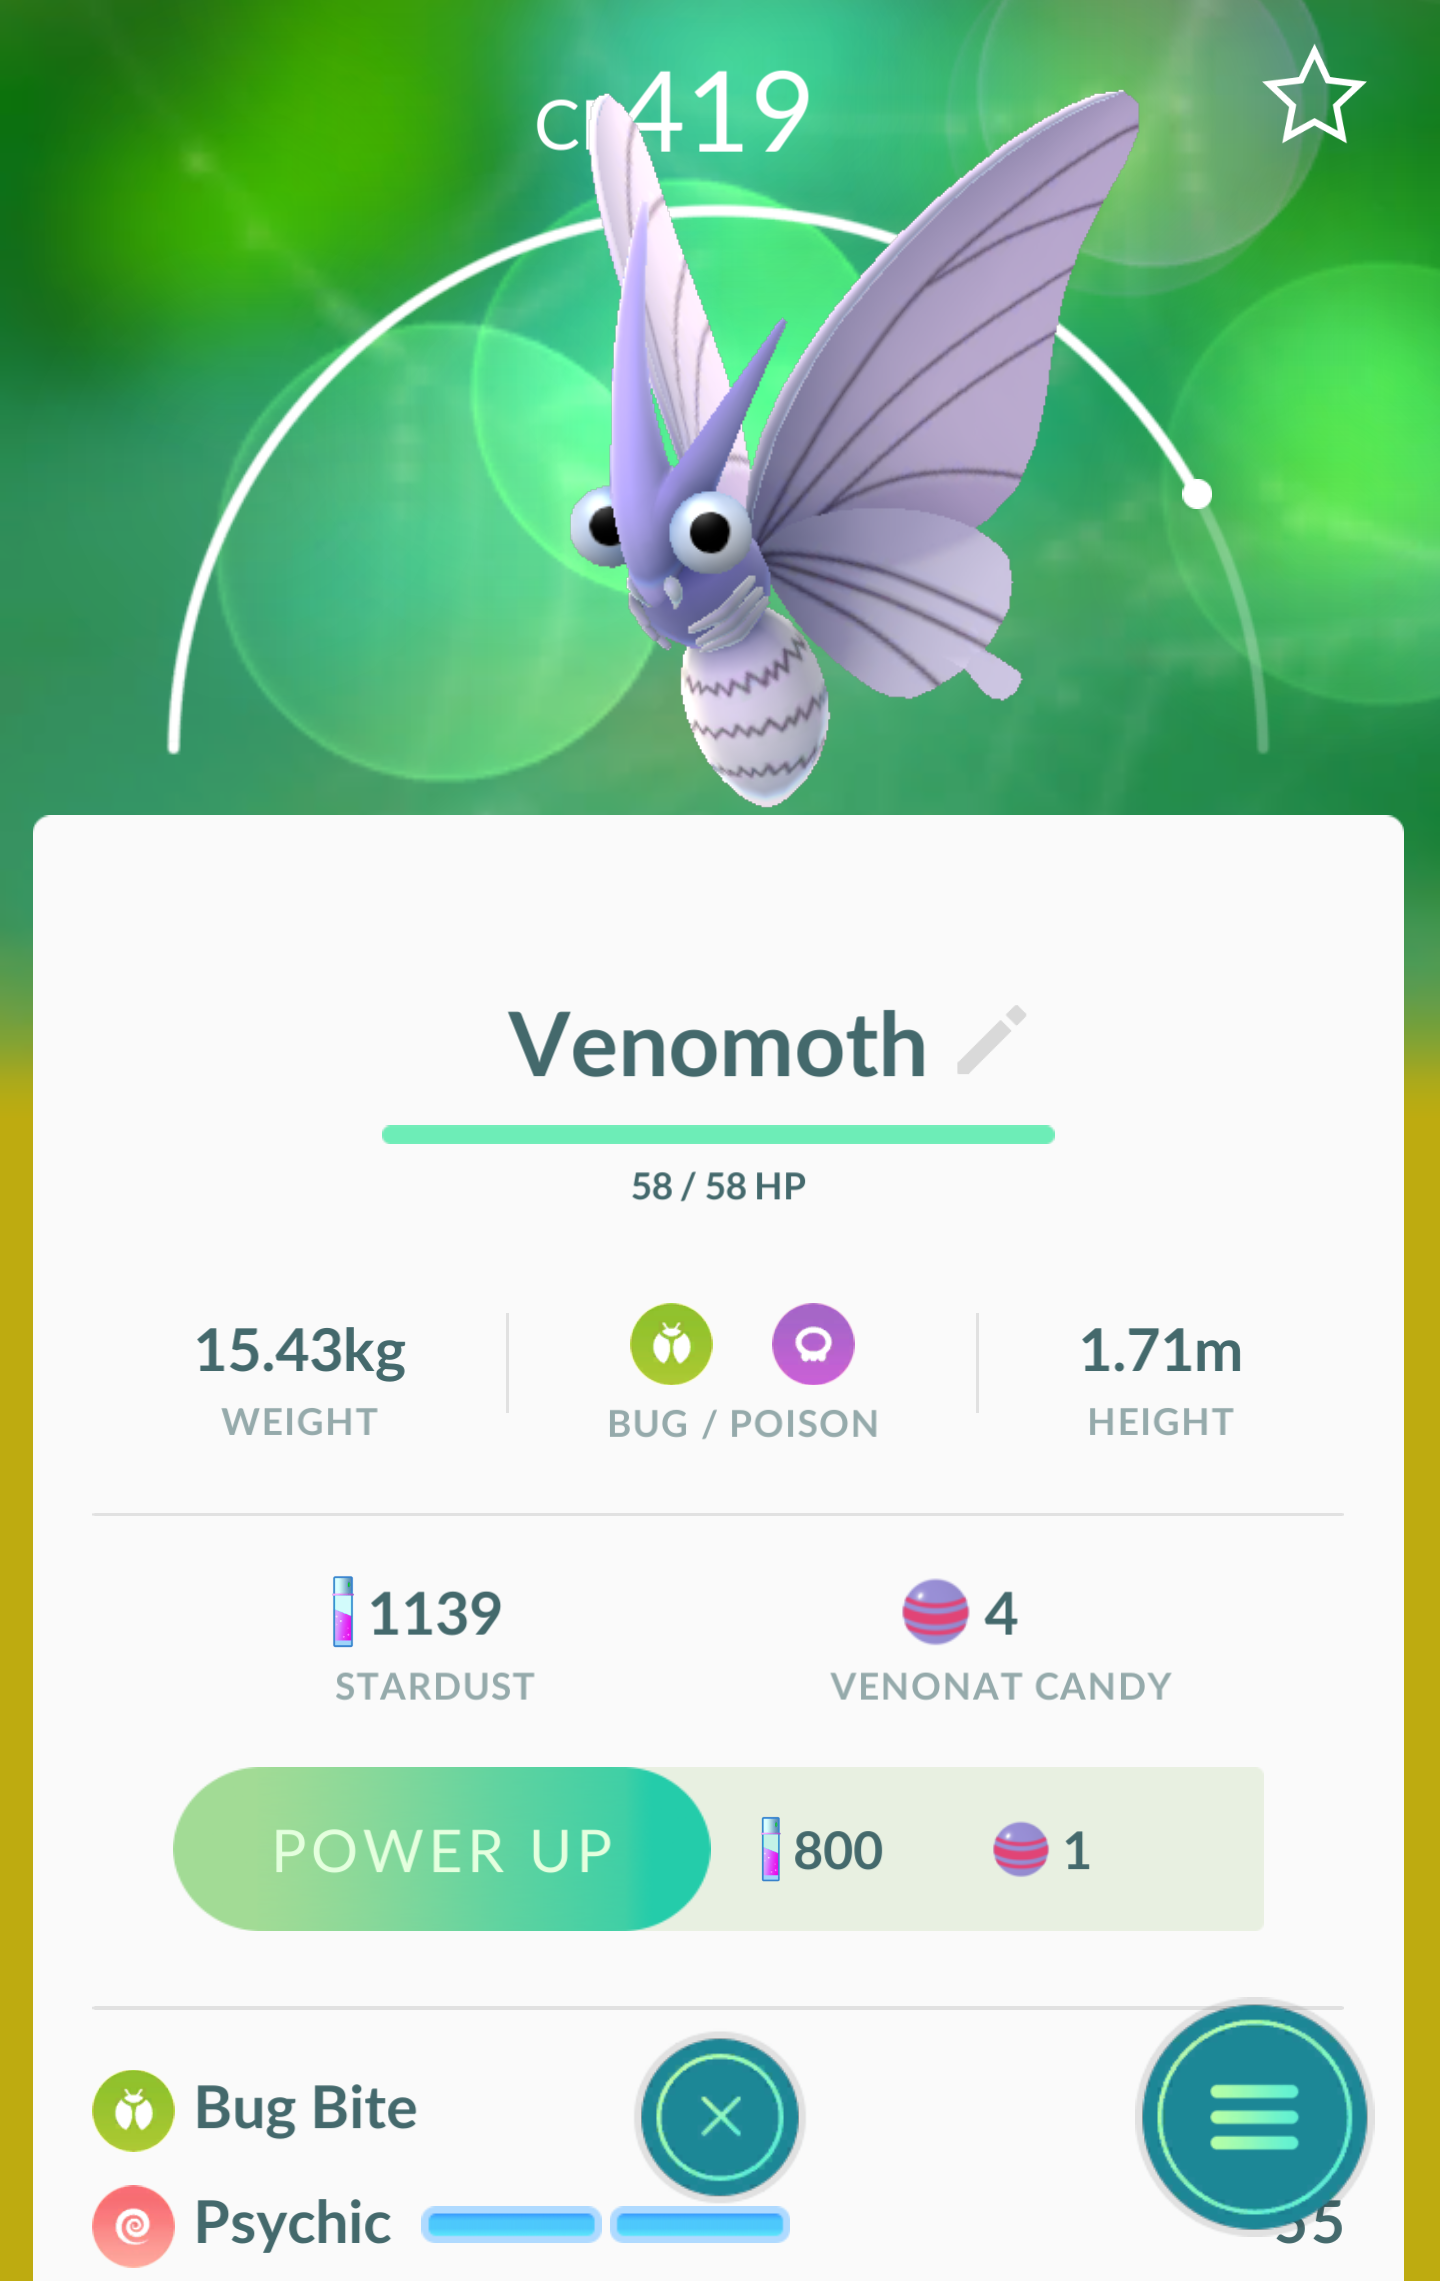 CP419
Venomoth
58 / 58 HP
15.43kg
WEIGHT
BUG / POISON
1.71m
HEIGHT
1139
STARDUST
4
VENONAT CANDY
POWER UP
800
1
Bug Bite
Psychic
55